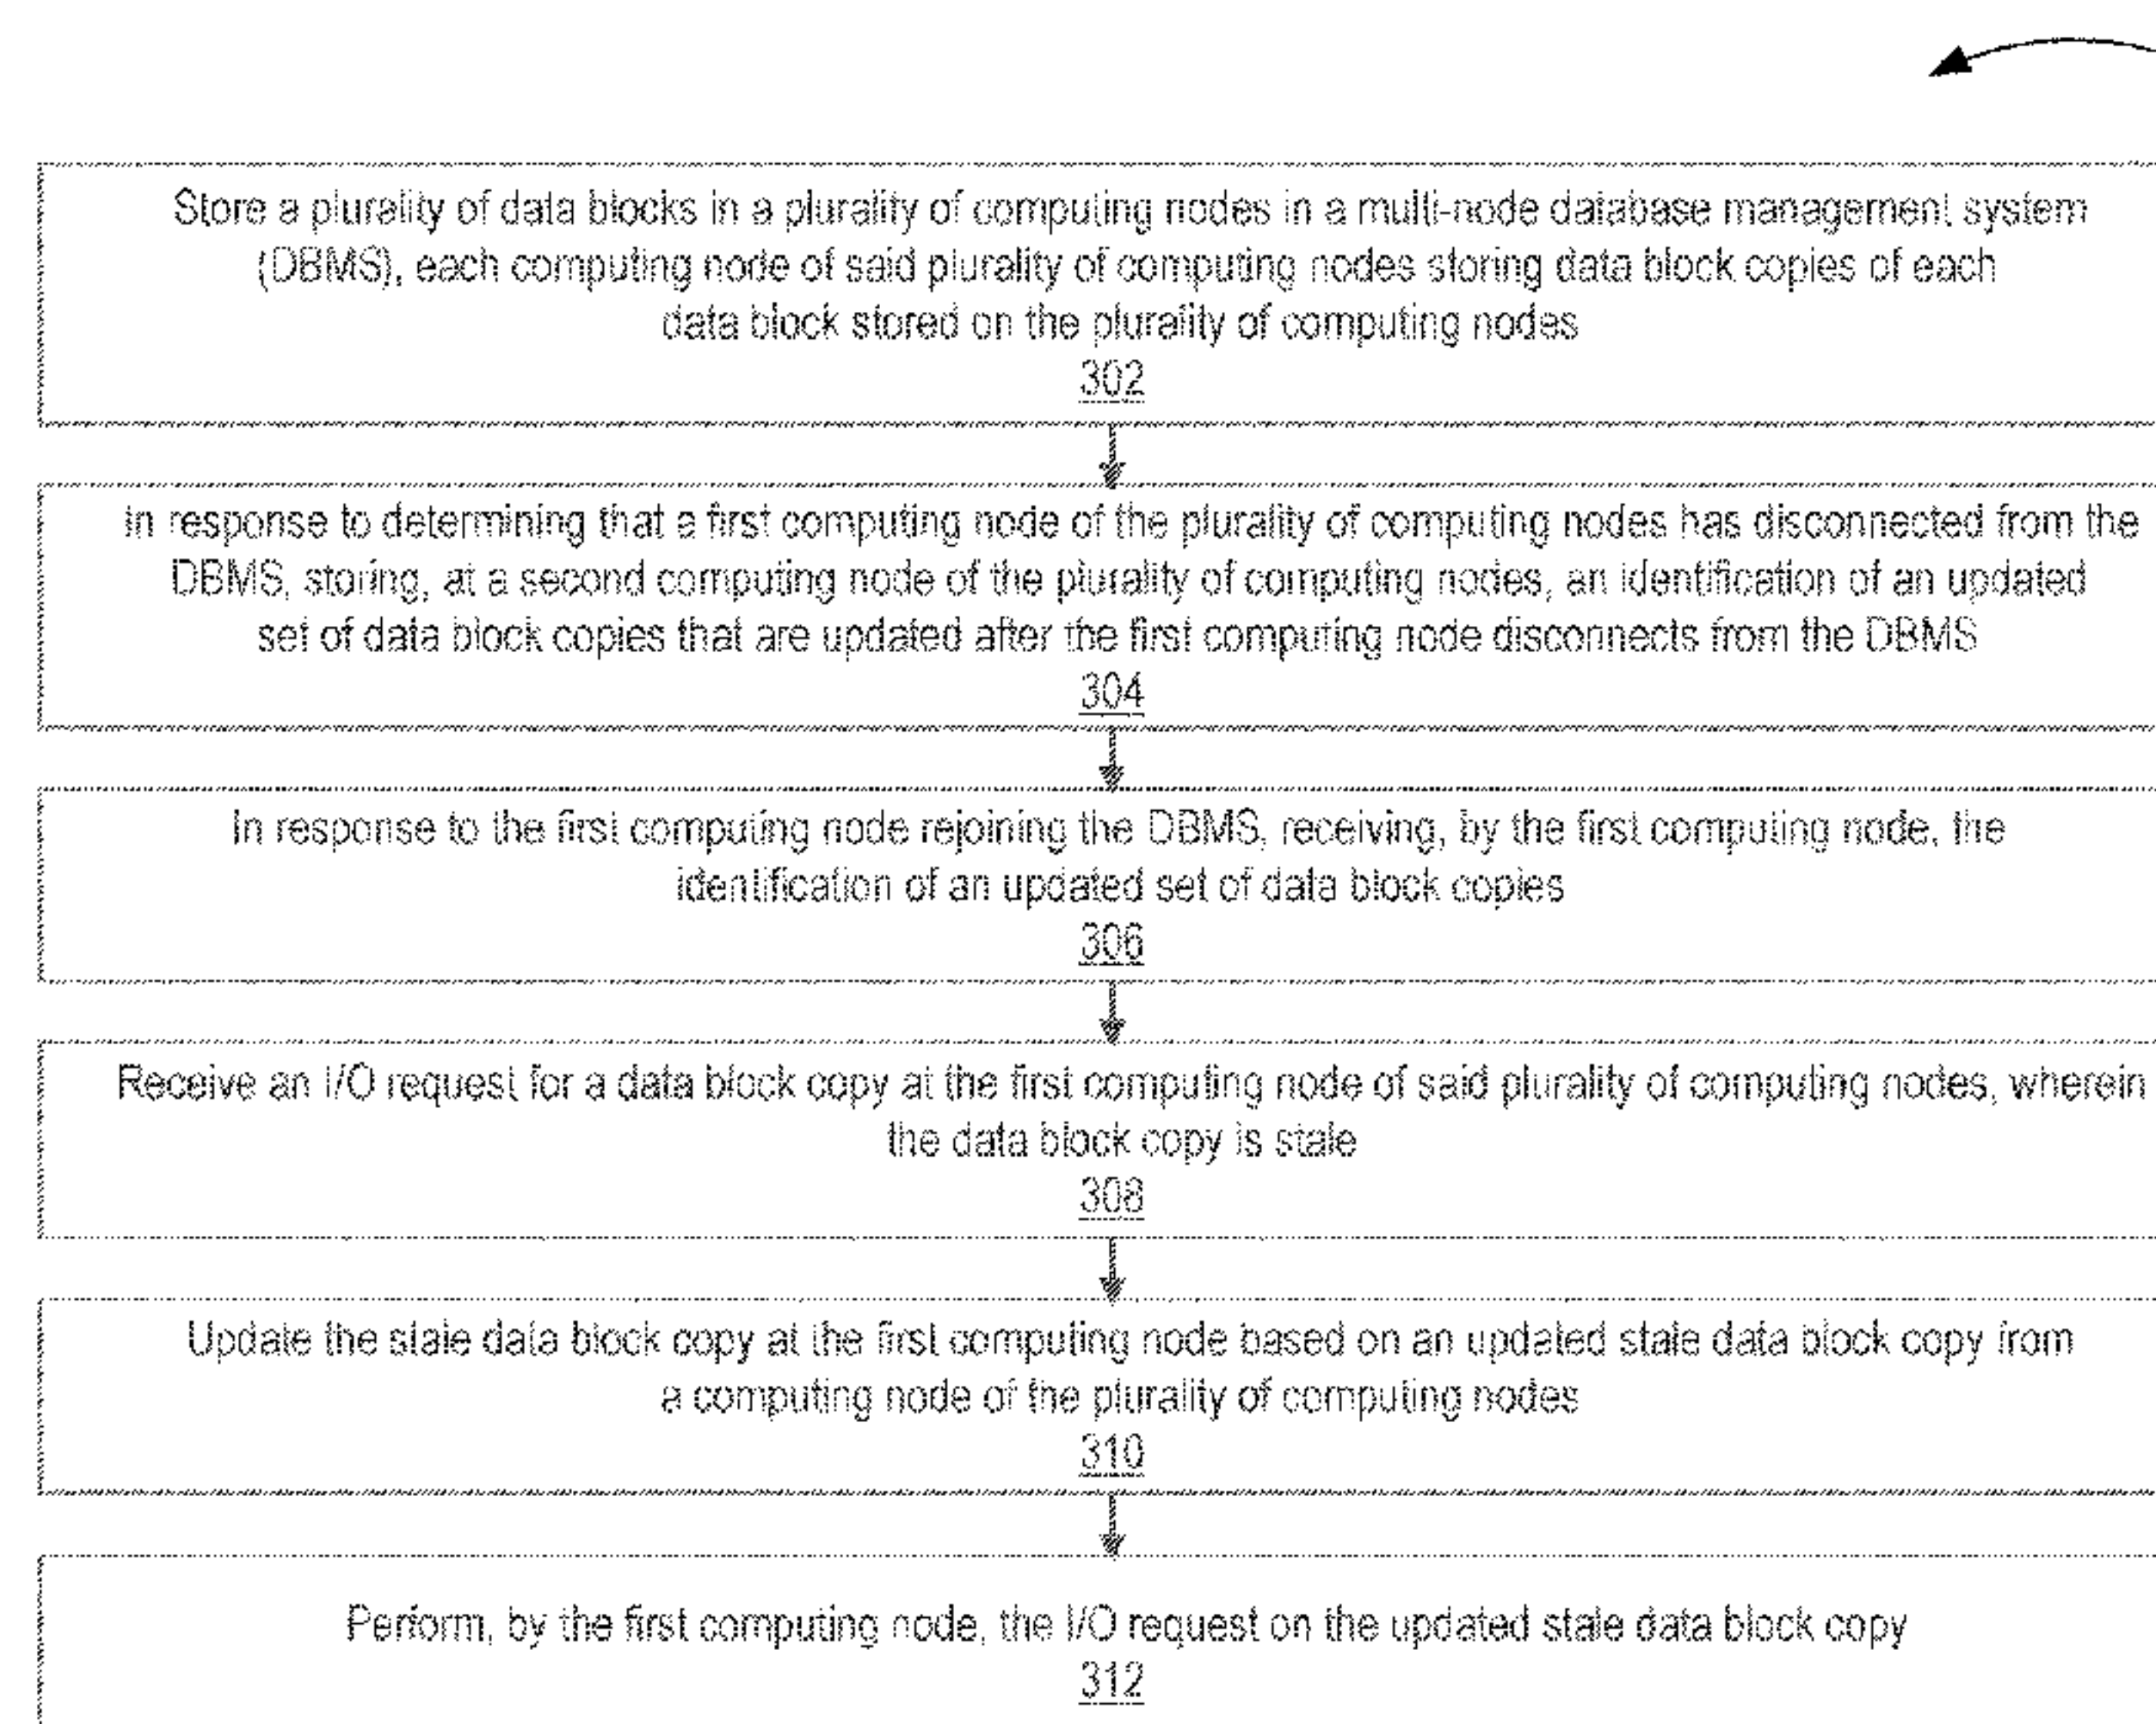 Store a plurality of data blocks in a plurality of computing nodes in a multi-node database management system
(DBMS), each computing node of said plurality of computing nodes storing data block copies of each
data block stored on the plurality of computing nodes
302
In response to determining that a first computing node of the plurality of computing nodes has disconnected from the
DBMS, storing, at a second computing node of the plurality of computing nodes, an identification of an updated
set of data block copies that are updated after the first computing node disconnects from the DBMS
304
In response to the first computing node rejoining the DBMS, receiving, by the first computing node, the
identification of an updated set of data block copies
306
Receive an I/O request for a data block copy at the first computing node of said plurality of computing nodes, wherein
the data block copy is stale
308
Update the stale data block copy at the first computing node based on an updated stale data block copy from
a computing node of the plurality of computing nodes
310
Perform, by the first computing node, the I/O request on the updated stale data block copy
312